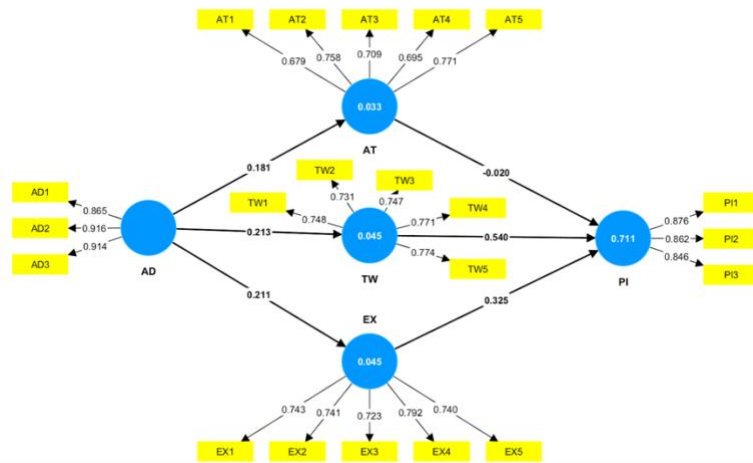 AT1 AT2 AT3 AT4 AT5
0.679 0.758 0.709 0.695 0.771
0.033
AT
0.181 -0.020
TW2 TW3
AD1 TW1 0.731 0.747 TW4 PI1
0.865 0.748 0.771 0.876
AD2 0.916 0.213 0.045 0.540 0.711 0.862 PI2
0.914 0.774 0.846
AD3 TW5 PI3
AD TW PI
0.211 EX 0.325
0.045
0.743 0.741 0.723 0.792 0.740
EX1 EX2 EX3 EX4 EX5